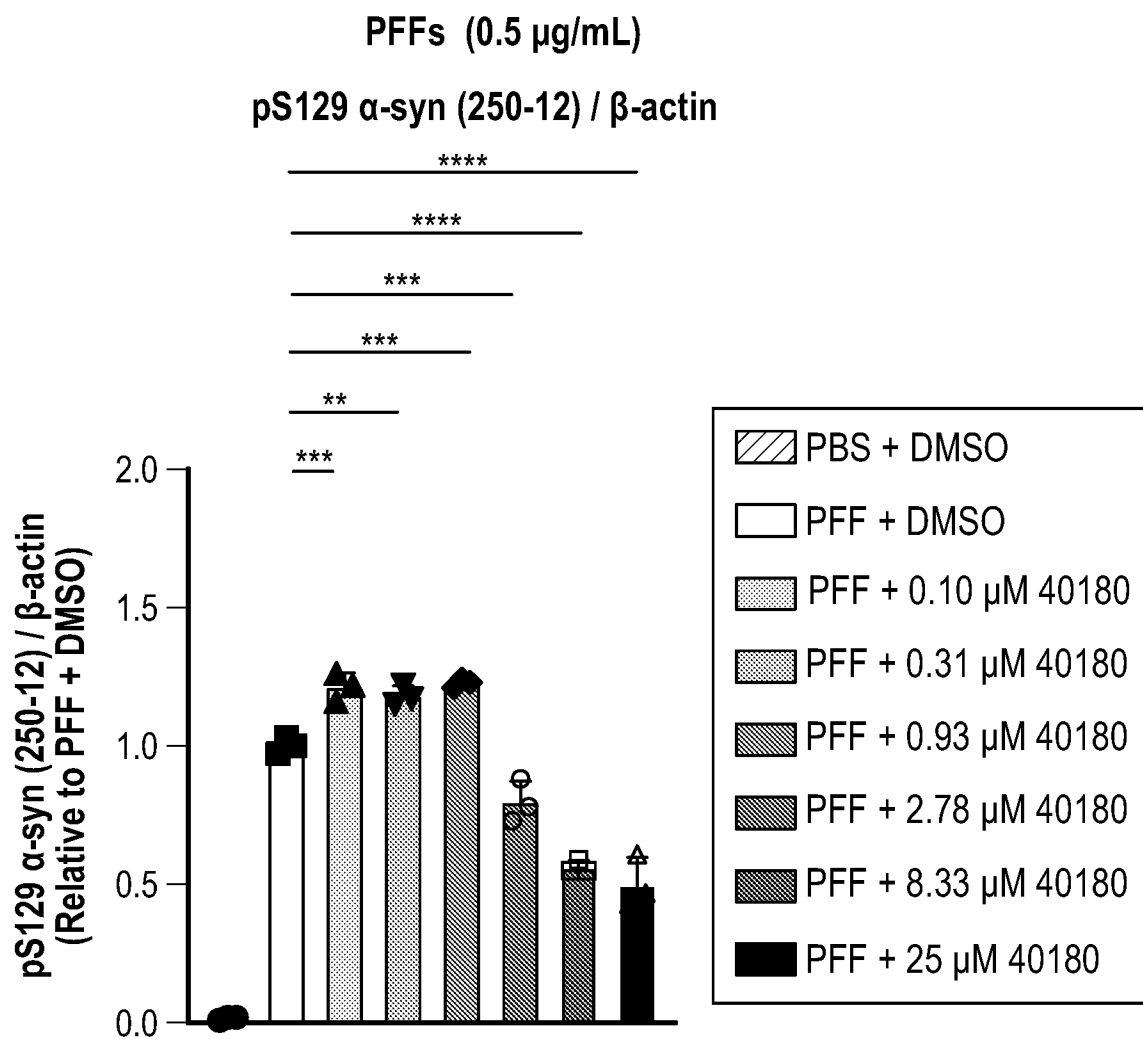 PFFs (0.5 µg/mL)
pS129 α-syn (250-12) / β-actin
****
****
***
***
**
***
pS129 α-syn (250-12) / β-actin
(Relative to PFF + DMSO)
2.0
1.5
1.0
0.5
0.0
PBS + DMSO
PFF + DMSO
PFF + 0.10 µM 40180
PFF + 0.31 µM 40180
PFF + 0.93 µM 40180
PFF + 2.78 µM 40180
PFF + 8.33 µM 40180
PFF + 25 µM 40180